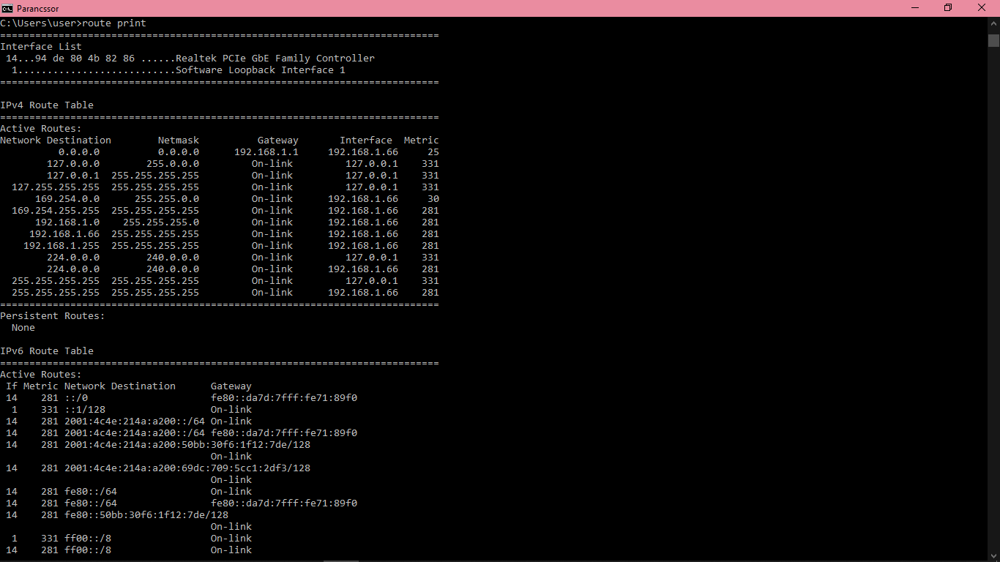 Parancssor
C:\Users\user>route print
===========================================================================
Interface List
 14...94 de 80 4b 82 86 ......Realtek PCIe GbE Family Controller
  1...........................Software Loopback Interface 1
===========================================================================

IPv4 Route Table
===========================================================================
Active Routes:
Network Destination        Netmask          Gateway       Interface  Metric
          0.0.0.0          0.0.0.0      192.168.1.1     192.168.1.66     25
        127.0.0.0        255.0.0.0         On-link         127.0.0.1    331
        127.0.0.1  255.255.255.255         On-link         127.0.0.1    331
  127.255.255.255  255.255.255.255         On-link         127.0.0.1    331
      169.254.0.0      255.255.0.0         On-link      192.168.1.66     30
  169.254.255.255  255.255.255.255         On-link      192.168.1.66    281
      192.168.1.0    255.255.255.0         On-link      192.168.1.66    281
     192.168.1.66  255.255.255.255         On-link      192.168.1.66    281
    192.168.1.255  255.255.255.255         On-link      192.168.1.66    281
        224.0.0.0        240.0.0.0         On-link         127.0.0.1    331
        224.0.0.0        240.0.0.0         On-link      192.168.1.66    281
  255.255.255.255  255.255.255.255         On-link         127.0.0.1    331
  255.255.255.255  255.255.255.255         On-link      192.168.1.66    281
===========================================================================
Persistent Routes:
  None

IPv6 Route Table
===========================================================================
Active Routes:
 If Metric Network Destination      Gateway
 14    281 ::/0                     fe80::da7d:7fff:fe71:89f0
  1    331 ::1/128                  On-link
 14    281 2001:4c4e:214a:a200::/64 On-link
 14    281 2001:4c4e:214a:a200::/64 fe80::da7d:7fff:fe71:89f0
 14    281 2001:4c4e:214a:a200:50bb:30f6:1f12:7de/128
                                    On-link
 14    281 2001:4c4e:214a:a200:69dc:709:5cc1:2df3/128
                                    On-link
 14    281 fe80::/64                On-link
 14    281 fe80::/64                fe80::da7d:7fff:fe71:89f0
 14    281 fe80::50bb:30f6:1f12:7de/128
                                    On-link
  1    331 ff00::/8                 On-link
 14    281 ff00::/8                 On-link